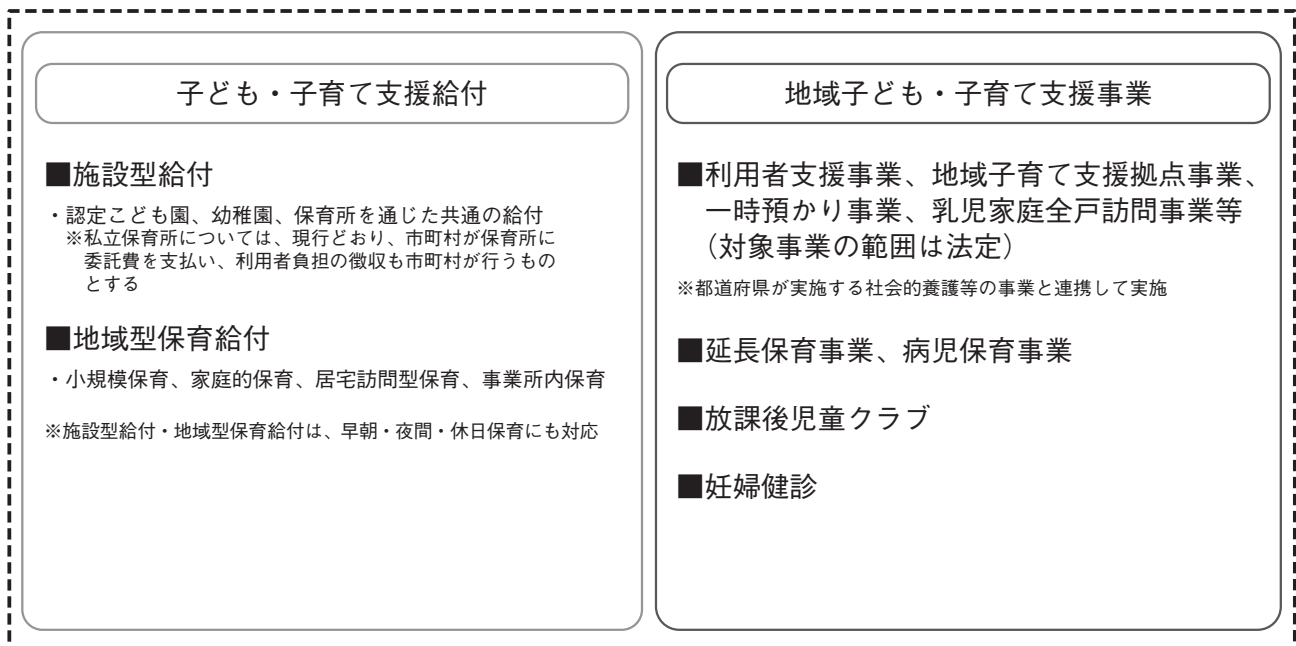 子ども・子育て支援給付
■施設型給付
・認定こども園、幼稚園、保育所を通じた共通の給付
※私立保育所については、現行どおり、市町村が保育所に
委託費を支払い、利用者負担の徴収も市町村が行うもの
とする
■地域型保育給付
・小規模保育、家庭的保育、居宅訪問型保育、事業所内保育
※施設型給付・地域型保育給付は、早朝・夜間・休日保育にも対応
地域子ども・子育て支援事業
■利用者支援事業、地域子育て支援拠点事業、
一時預かり事業、乳児家庭全戸訪問事業等
（対象事業の範囲は法定）
※都道府県が実施する社会的養護等の事業と連携して実施
■延長保育事業、病児保育事業
■放課後児童クラブ
■妊婦健診